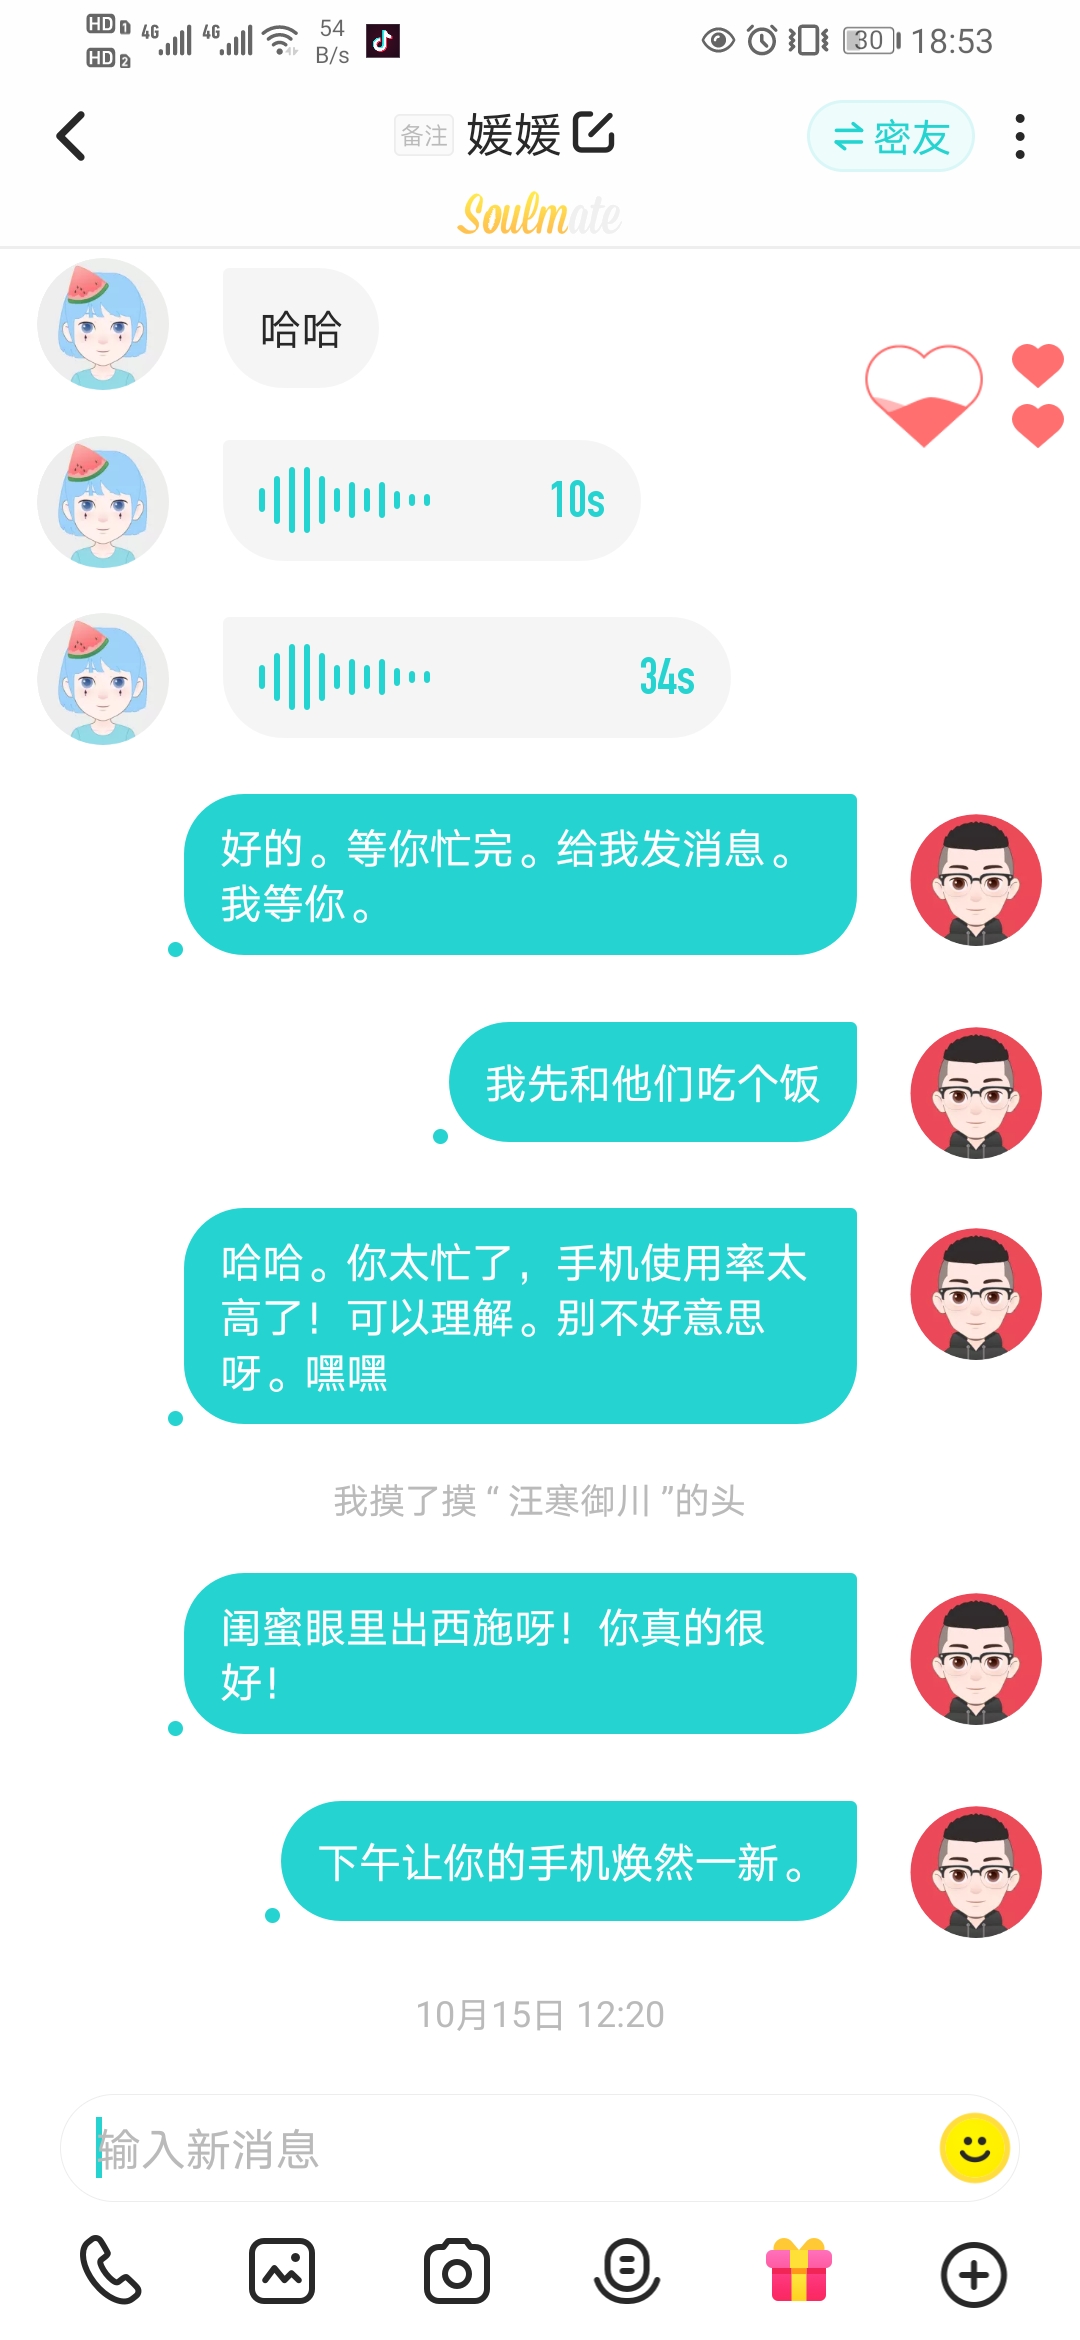 HD 1 4G 4G 54 30 18:53
HD 2 B/s
备注 媛媛 密友
Soulmate
哈哈
10s
34s
好的。等你忙完。给我发消息。
我等你。
我先和他们吃个饭
哈哈。你太忙了，手机使用率太
高了！可以理解。别不好意思
呀。嘿嘿
我摸了摸“汪寒御川”的头
闺蜜眼里出西施呀！你真的很
好！
下午让你的手机焕然一新。
10月15日 12:20
输入新消息